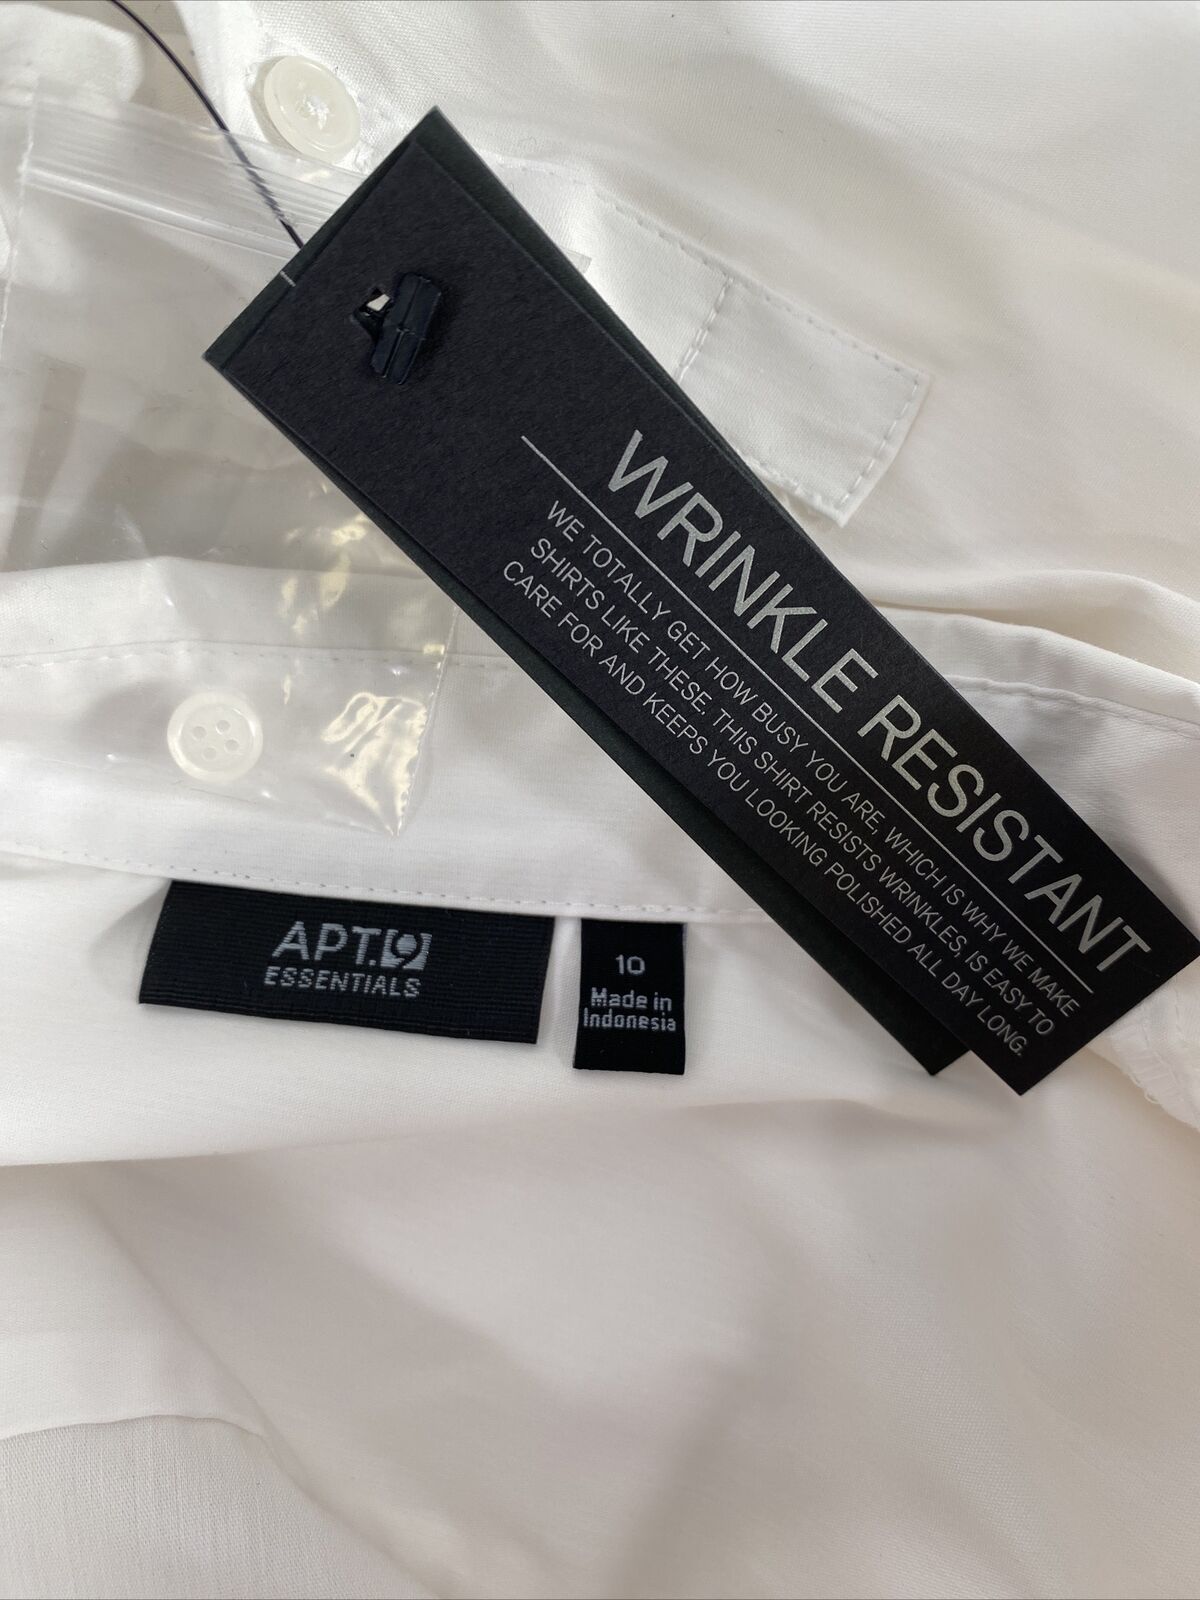 WRINKLE RESISTANT
WE TOTALLY GET HOW BUSY YOU ARE, WHICH IS WHY WE MAKE
SHIRTS LIKE THESE. THIS SHIRT RESISTS WRINKLES, IS EASY TO
CARE FOR AND KEEPS YOU LOOKING POLISHED ALL DAY LONG.
APT.9
ESSENTIALS
10
Made in
Indonesia